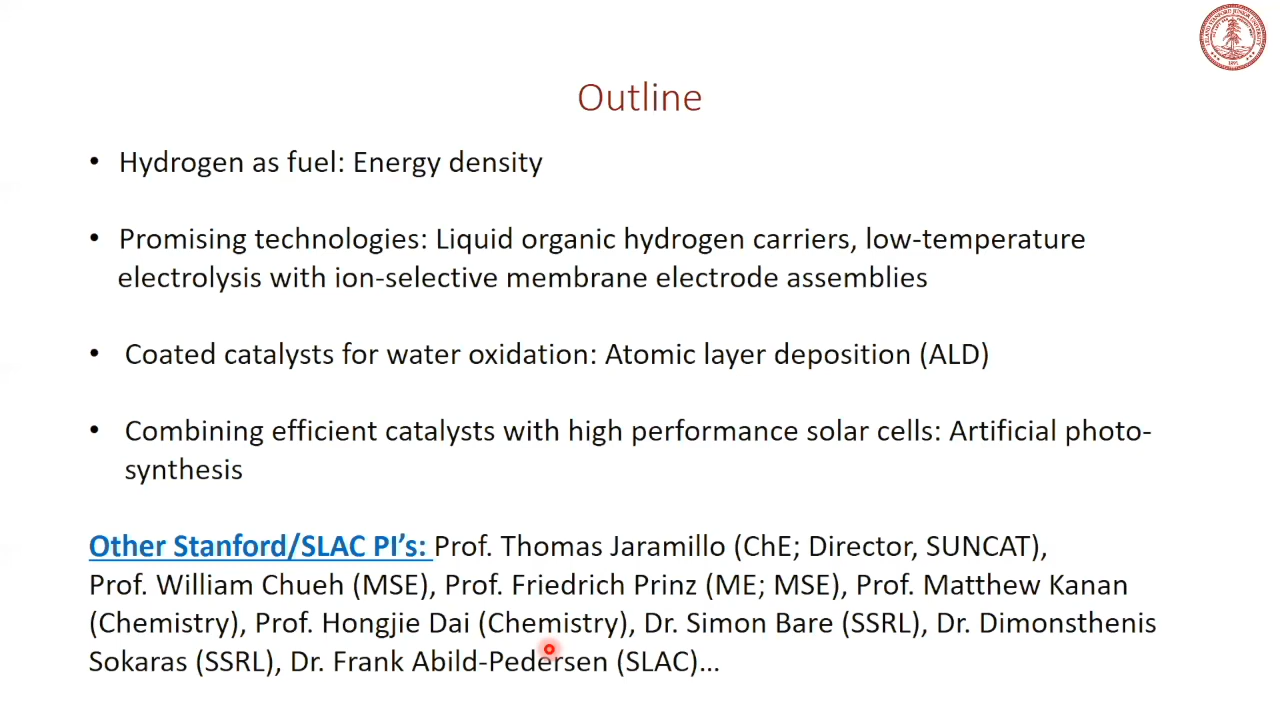 Outline
• Hydrogen as fuel: Energy density
• Promising technologies: Liquid organic hydrogen carriers, low-temperature
electrolysis with ion-selective membrane electrode assemblies
• Coated catalysts for water oxidation: Atomic layer deposition (ALD)
• Combining efficient catalysts with high performance solar cells: Artificial photo-
synthesis
Other Stanford/SLAC PI’s: Prof. Thomas Jaramillo (ChE; Director, SUNCAT),
Prof. William Chueh (MSE), Prof. Friedrich Prinz (ME; MSE), Prof. Matthew Kanan
(Chemistry), Prof. Hongjie Dai (Chemistry), Dr. Simon Bare (SSRL), Dr. Dimonsthenis
Sokaras (SSRL), Dr. Frank Abild-Pedersen (SLAC)…